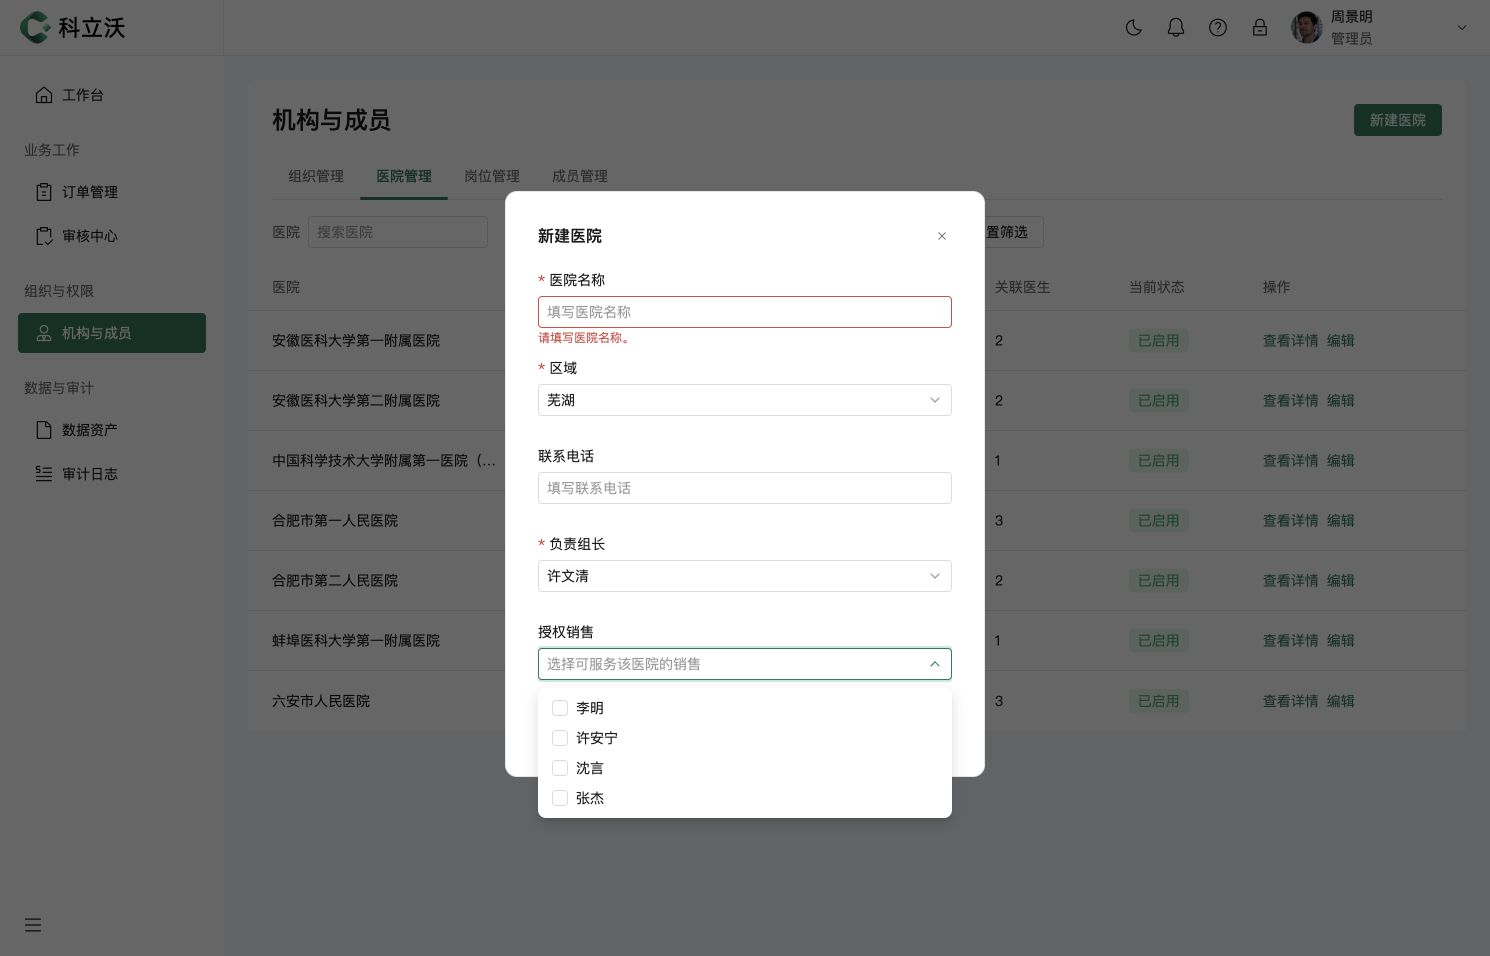 科立沃
周景明
管理员
工作台
业务工作
订单管理
审核中心
组织与权限
机构与成员
数据与审计
数据资产
审计日志
机构与成员
新建医院
组织管理 医院管理 岗位管理 成员管理
医院 搜索医院 置筛选
医院 关联医生 当前状态 操作
安徽医科大学第一附属医院 2 已启用 查看详情 编辑
安徽医科大学第二附属医院 2 已启用 查看详情 编辑
中国科学技术大学附属第一医院（... 1 已启用 查看详情 编辑
合肥市第一人民医院 3 已启用 查看详情 编辑
合肥市第二人民医院 2 已启用 查看详情 编辑
蚌埠医科大学第一附属医院 1 已启用 查看详情 编辑
六安市人民医院 3 已启用 查看详情 编辑
新建医院
* 医院名称
填写医院名称
请填写医院名称。
* 区域
芜湖
联系电话
填写联系电话
* 负责组长
许文清
授权销售
选择可服务该医院的销售
李明
许安宁
沈言
张杰